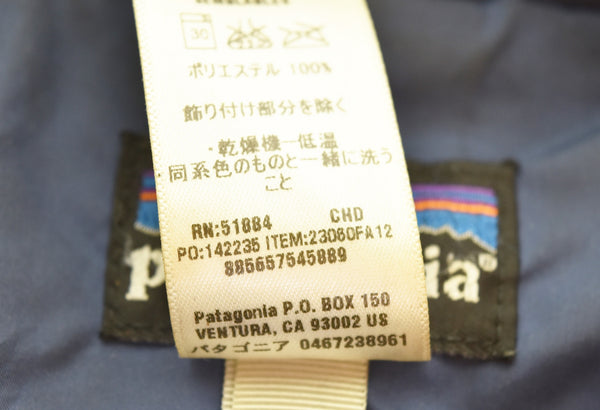 30
ポリエステル 100%
飾り付け部分を除く
・乾燥機一低温
・同系色のものと一緒に洗う
こと
RN:51884 CHD
PO:142235 ITEM:23060FA12
885657545889
Patagonia P.O. BOX 150
VENTURA, CA 93002 US
パタゴニア 0467238961
p ia®